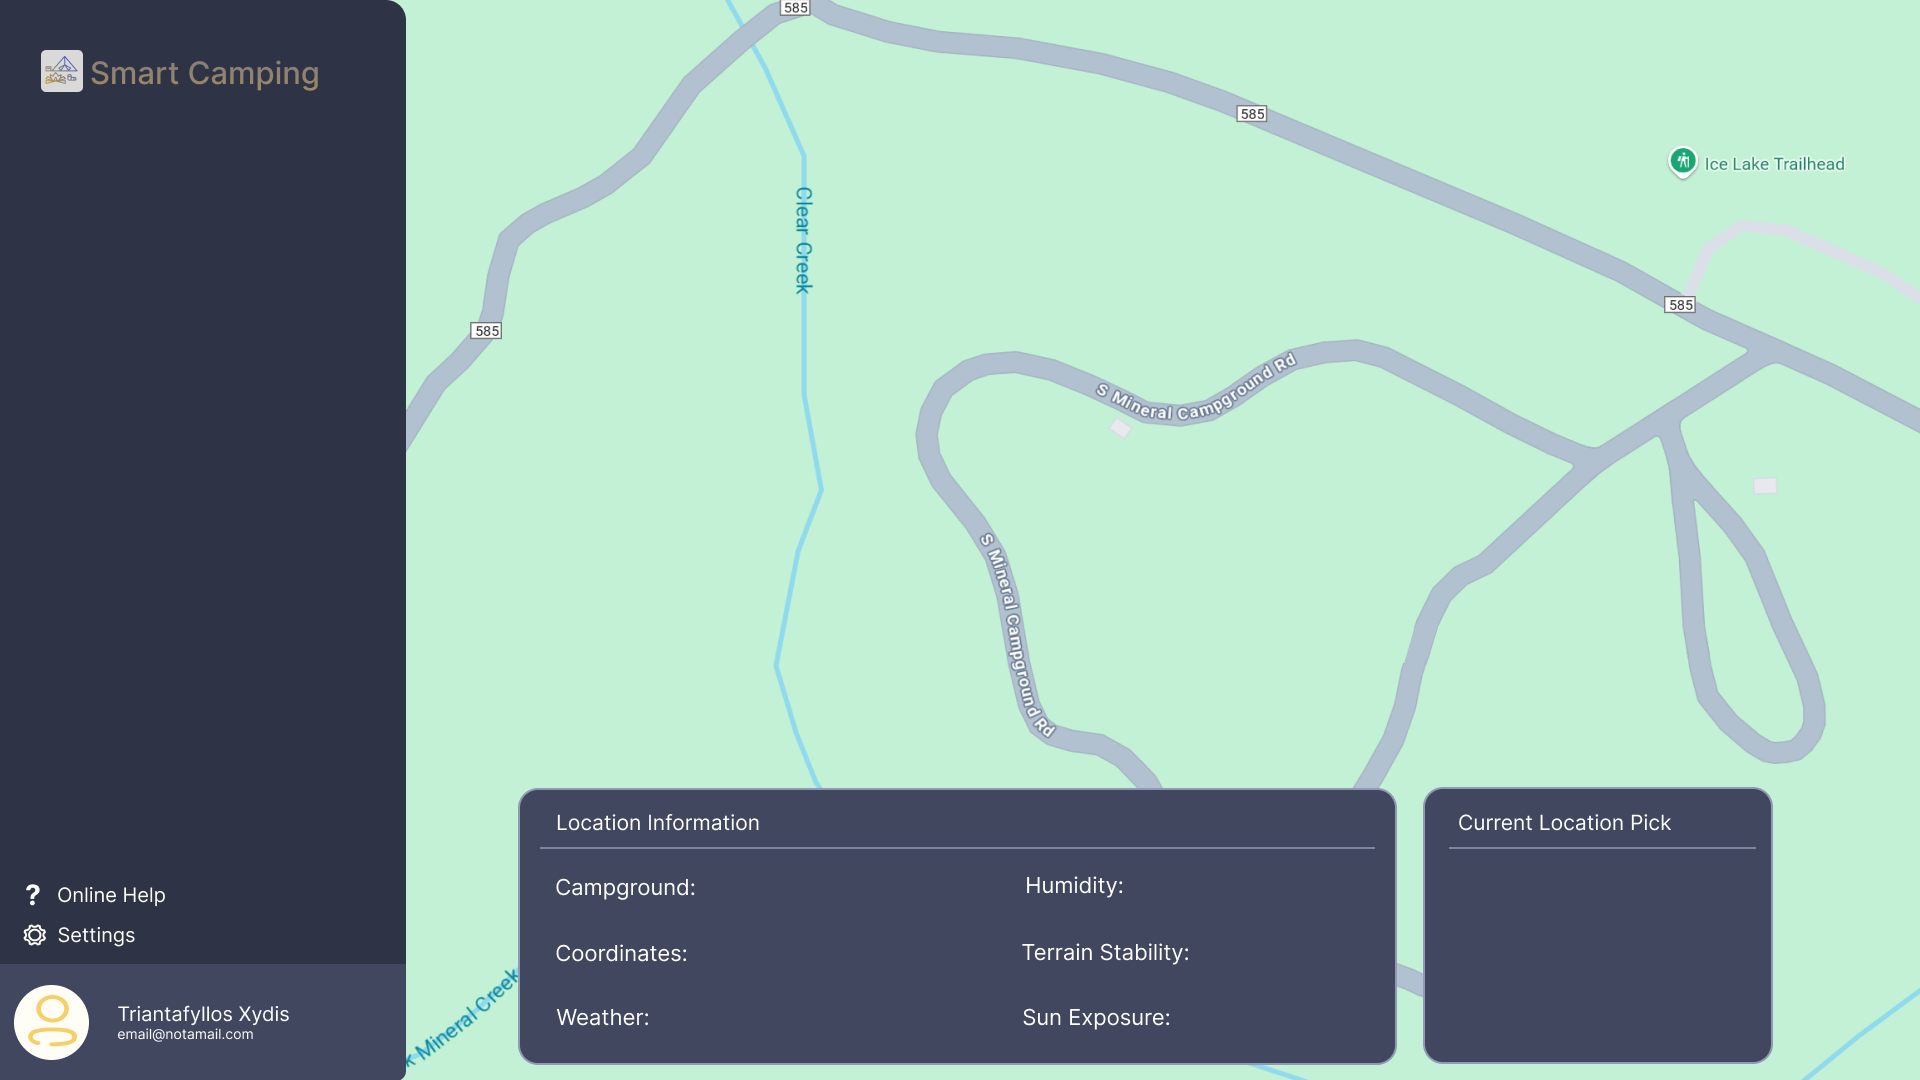 Smart Camping
585
585
Ice Lake Trailhead
Clear Creek
585
585
S Mineral Campground Rd
S Mineral Campground Rd
Location Information
Campground:
Humidity:
Coordinates:
Terrain Stability:
Weather:
Sun Exposure:
Current Location Pick
Online Help
Settings
k Mineral Creek
Triantafyllos Xydis
email@notamail.com